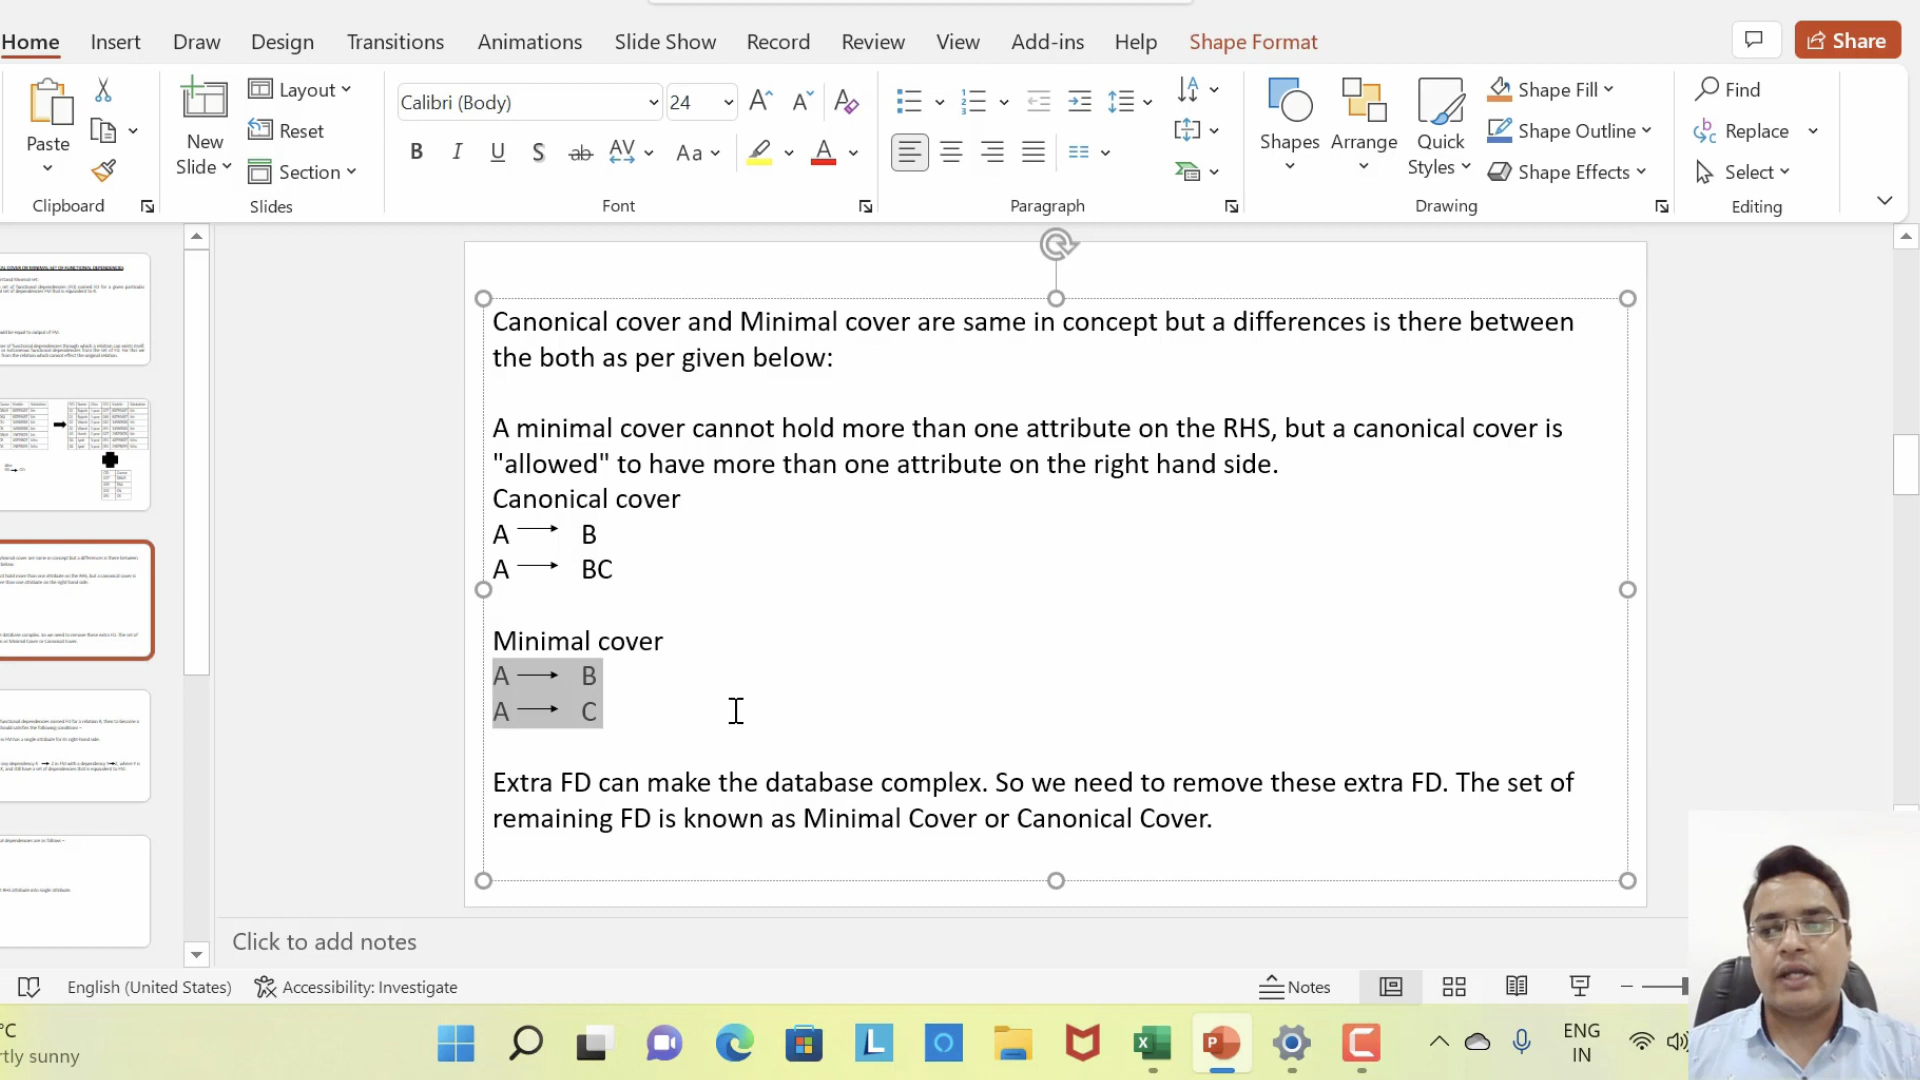 Home Insert Draw Design Transitions Animations Slide Show Record Review View Add-ins Help Shape Format Share
Paste
New Slide
Layout
Reset
Section
Calibri (Body) 24
B I U S ab AV Aa A
Shapes Arrange Quick Styles
Shape Fill
Shape Outline
Shape Effects
Find
Replace
Select
Clipboard Slides Font Paragraph Drawing Editing
Canonical cover and Minimal cover are same in concept but a differences is there between
the both as per given below:
A minimal cover cannot hold more than one attribute on the RHS, but a canonical cover is
"allowed" to have more than one attribute on the right hand side.
Canonical cover
A → B
A → BC
Minimal cover
A → B
A → C
Extra FD can make the database complex. So we need to remove these extra FD. The set of
remaining FD is known as Minimal Cover or Canonical Cover.
Click to add notes
English (United States) Accessibility: Investigate Notes
°C
rtly sunny
ENG
IN